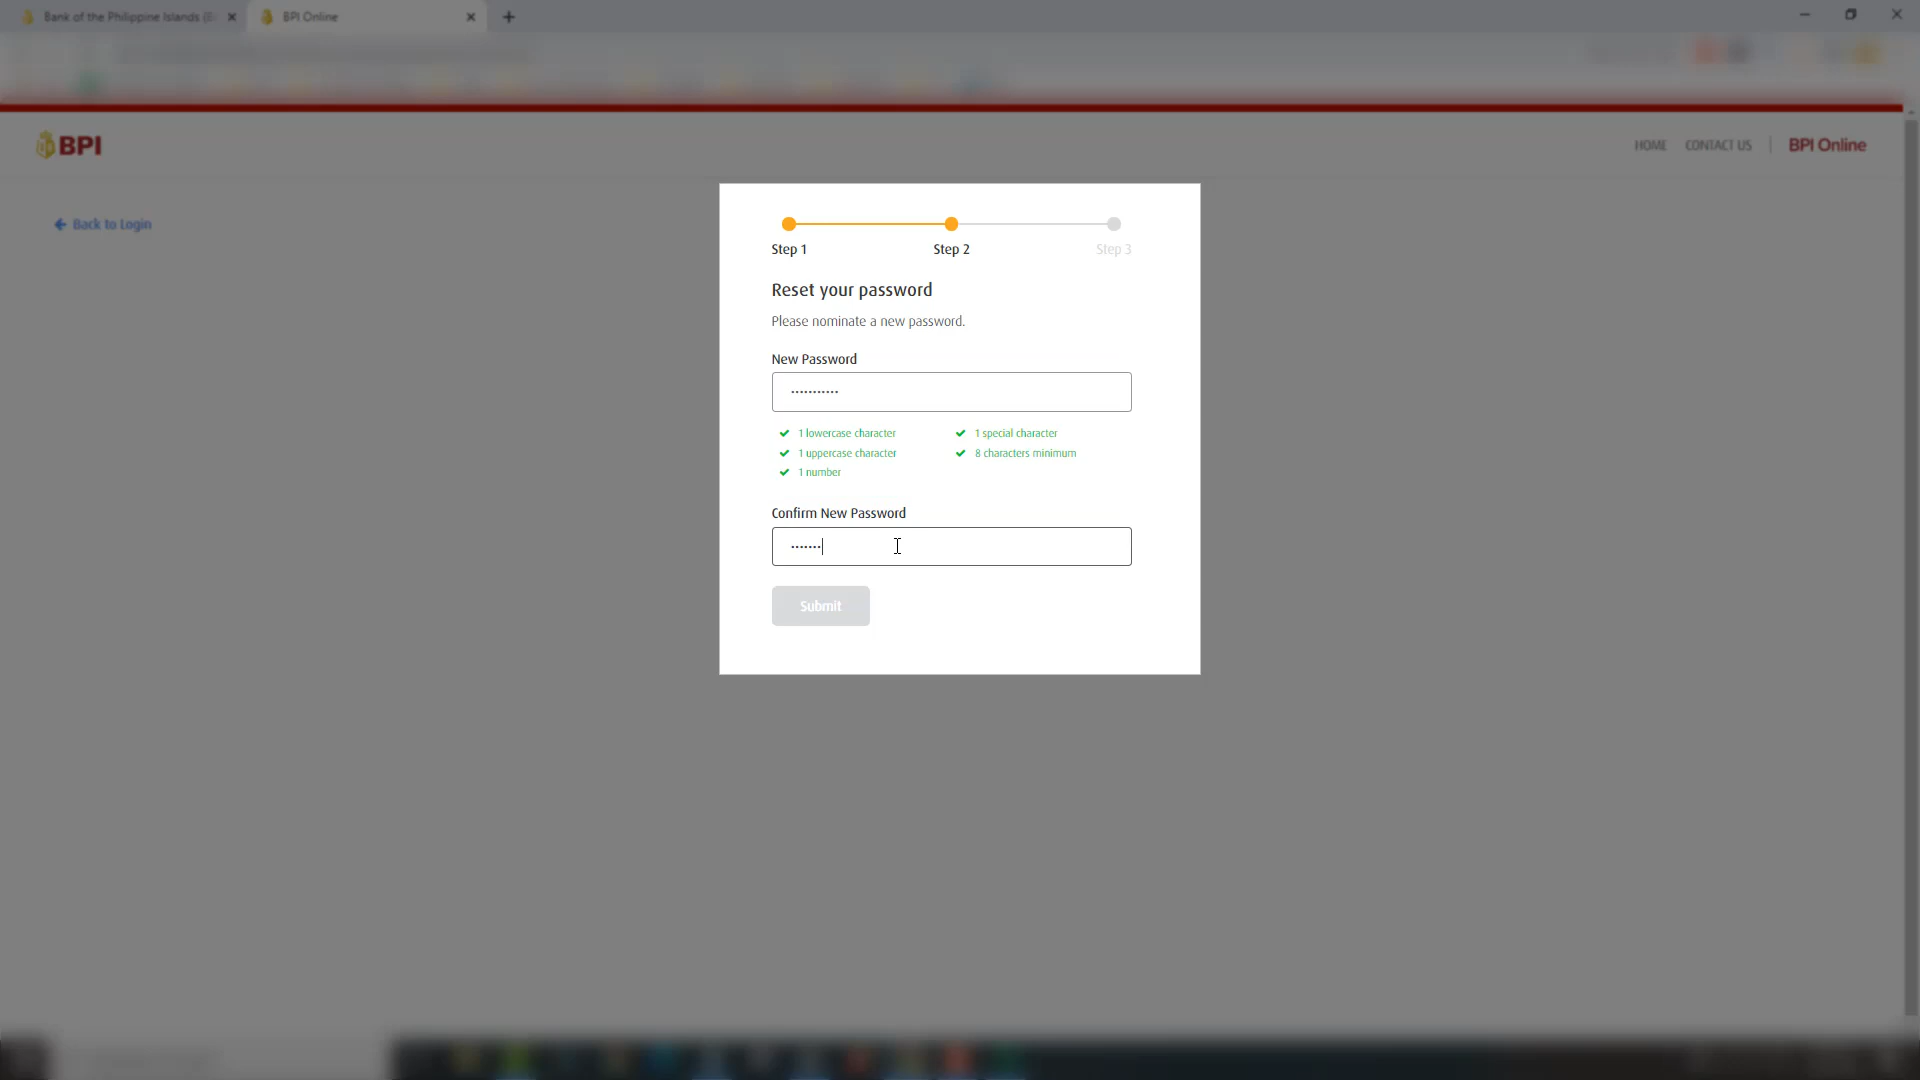 Bank of the Philippine Islands (B
BPI Online
BPI
HOME
CONTACT US
BPI Online
Back to Login
Step 1
Step 2
Step 3
Reset your password
Please nominate a new password.
New Password
•••••••••••
1 lowercase character
1 special character
1 uppercase character
8 characters minimum
1 number
Confirm New Password
•••••••
Submit